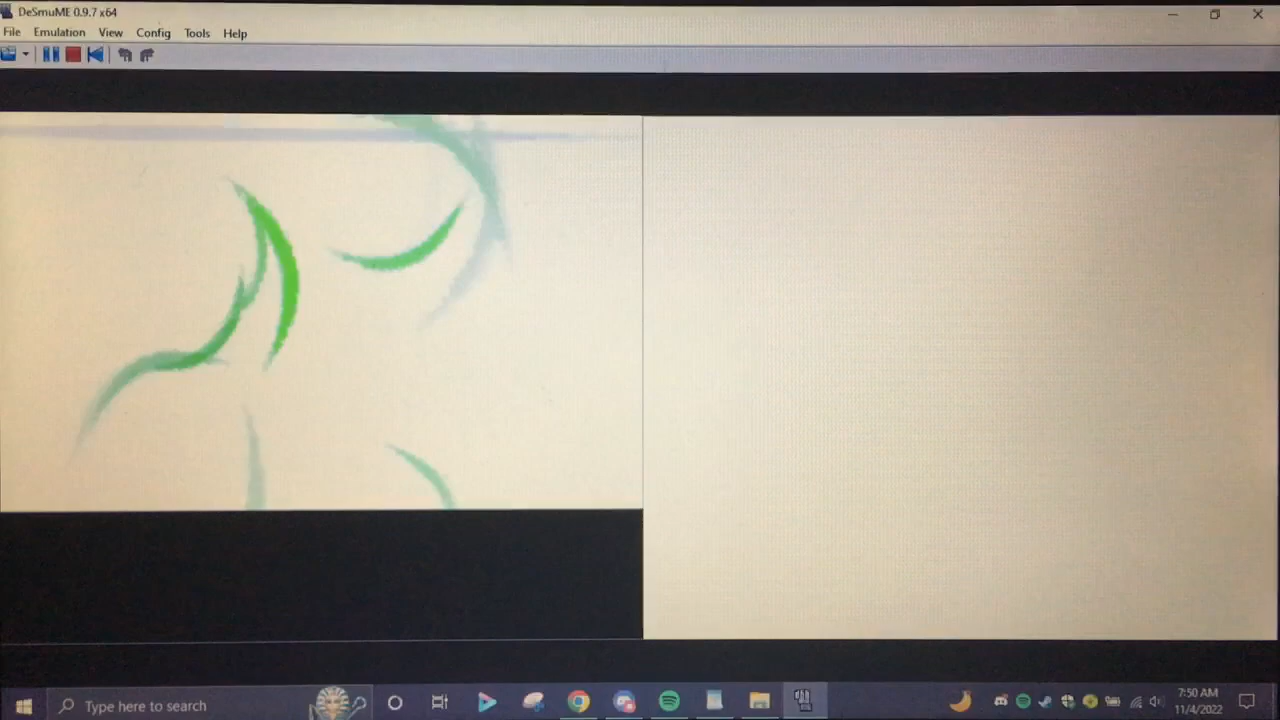 DeSmuME 0.9.7 x64
File Emulation View Config Tools Help
Type here to search
7:50 AM
11/4/2022